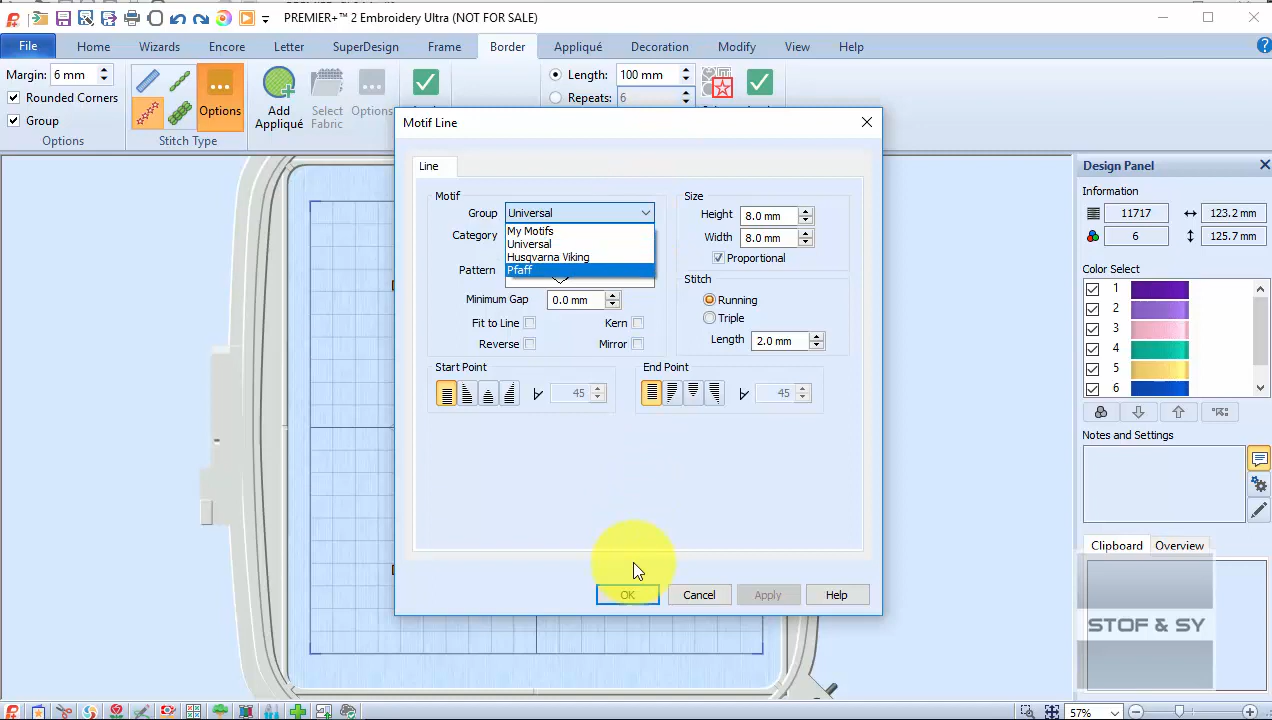 PREMIER+™ 2 Embroidery Ultra (NOT FOR SALE)
File Home Wizards Encore Letter SuperDesign Frame Border Appliqué Decoration Modify View Help
Margin: 6 mm
Rounded Corners
Group
Options
Options
Stitch Type
Add Appliqué
Select Fabric
Options
Length: 100 mm
Repeats: 6
Motif Line
Line
Motif
Group Universal
My Motifs
Universal
Husqvarna Viking
Pfaff
Category
Pattern
Minimum Gap 0.0 mm
Fit to Line Kern
Reverse Mirror
Size
Height 8.0 mm
Width 8.0 mm
Proportional
Stitch
Running
Triple
Length 2.0 mm
Start Point
45
End Point
45
OK Cancel Apply Help
Design Panel
Information
11717 123.2 mm
6 125.7 mm
Color Select
1
2
3
4
5
6
Notes and Settings
Clipboard Overview
STOF & SY
57%